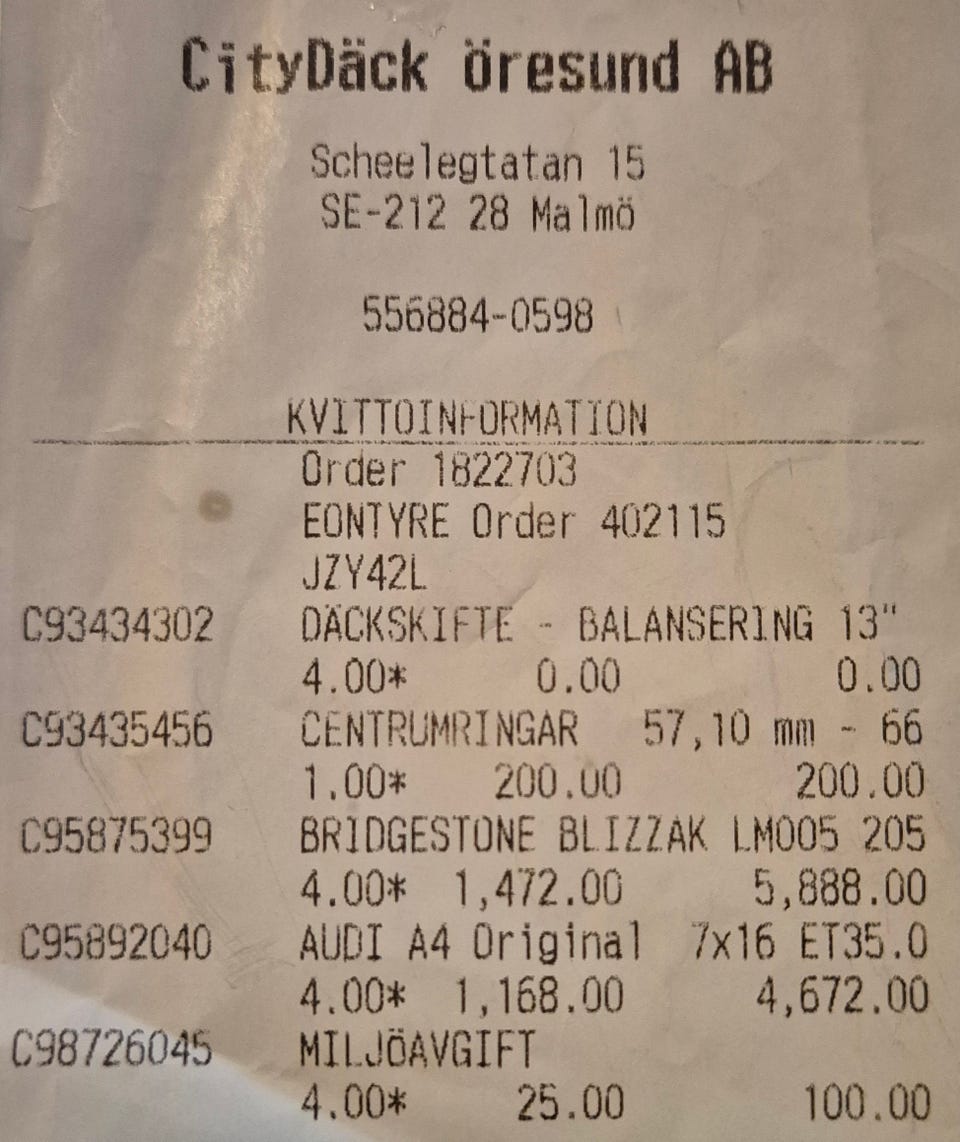 CityDäck Öresund AB
Scheelegtatan 15
SE-212 28 Malmö
556884-0598
KVITTOINFORMATION
Order 1822703
EONTYRE Order 402115
JZY42L
C93434302 DÄCKSKIFTE - BALANSERING 13"
4.00* 0.00 0.00
C93435456 CENTRUMRINGAR 57,10 mm - 66
1.00* 200.00 200.00
C95875399 BRIDGESTONE BLIZZAK LM005 205
4.00* 1,472.00 5,888.00
C95892040 AUDI A4 Original 7x16 ET35.0
4.00* 1,168.00 4,672.00
C98726045 MILJÖAVGIFT
4.00* 25.00 100.00